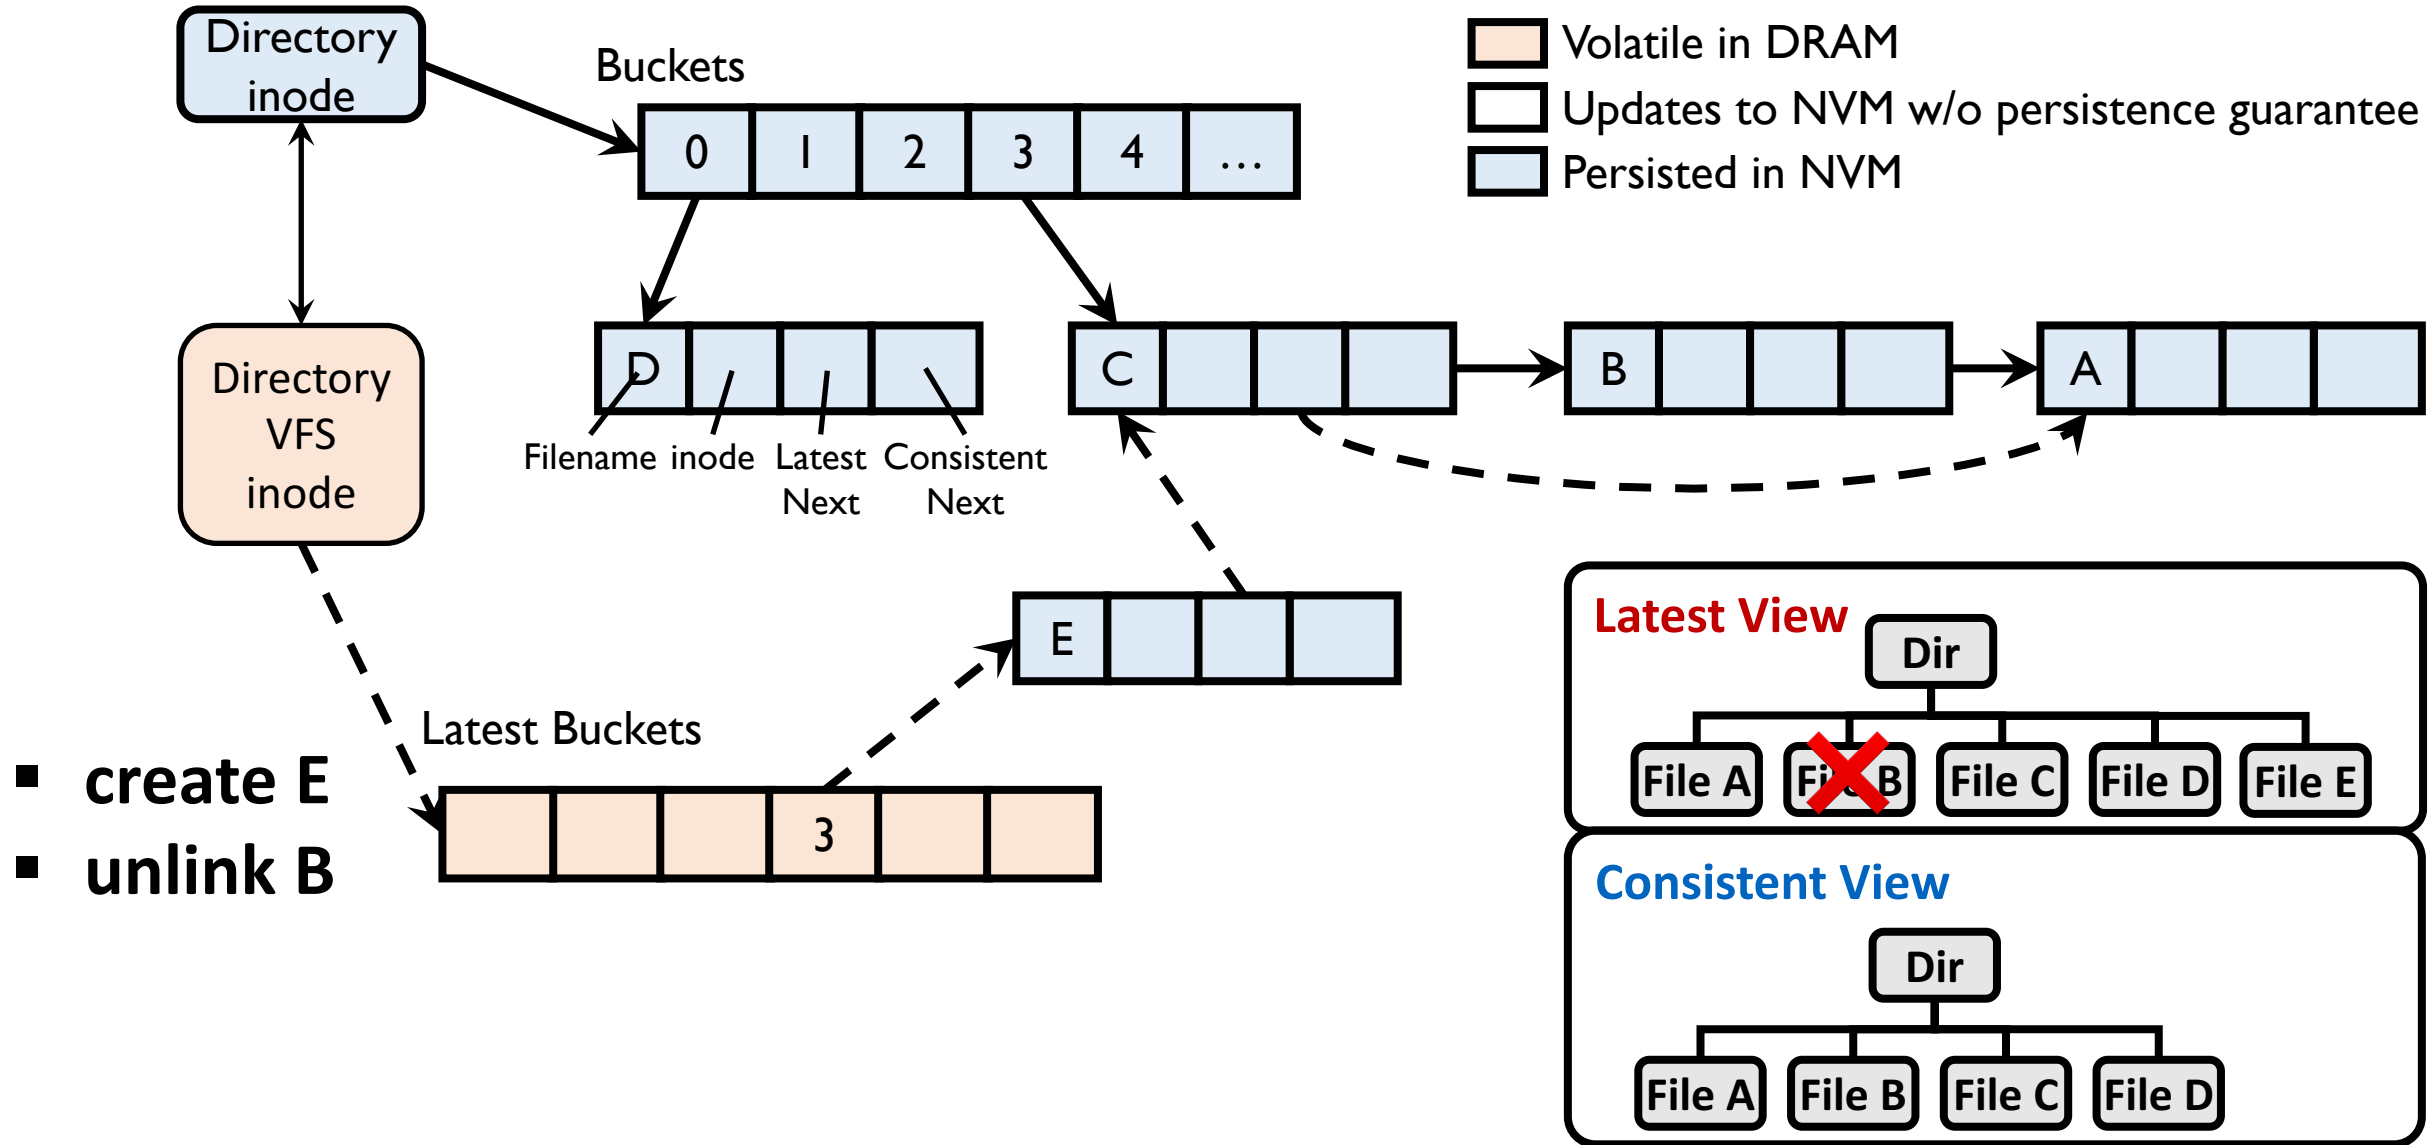 Directory
inode
Buckets
0 1 2 3 4 ...
Volatile in DRAM
Updates to NVM w/o persistence guarantee
Persisted in NVM
Directory
VFS
inode
D
C
B
A
Filename inode Latest Next Consistent Next
E
Latest Buckets
3
▪ create E
▪ unlink B
Latest View
Dir
File A File B File C File D File E
Consistent View
Dir
File A File B File C File D